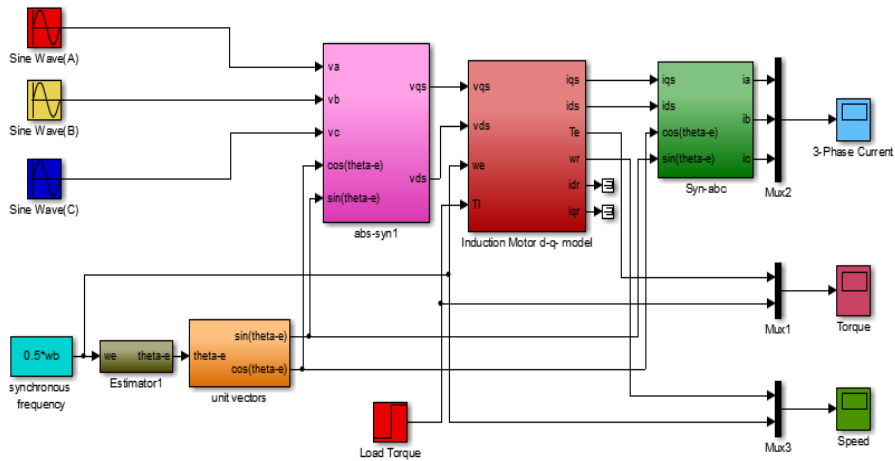 Sine Wave(A)
Sine Wave(B)
Sine Wave(C)
va
vb
vc
cos(theta-e)
sin(theta-e)
vqs
vds
abs-syn1
vqs
vds
we
Tl
iqs
ids
Te
wr
idr
iqr
Induction Motor d-q- model
iqs
ids
cos(theta-e)
sin(theta-e)
ia
ib
ic
Syn-abc
Mux2
3-Phase Current
0.5*wb
synchronous
frequency
we
theta-e
Estimator1
theta-e
sin(theta-e)
cos(theta-e)
unit vectors
Load Torque
Mux1
Torque
Mux3
Speed